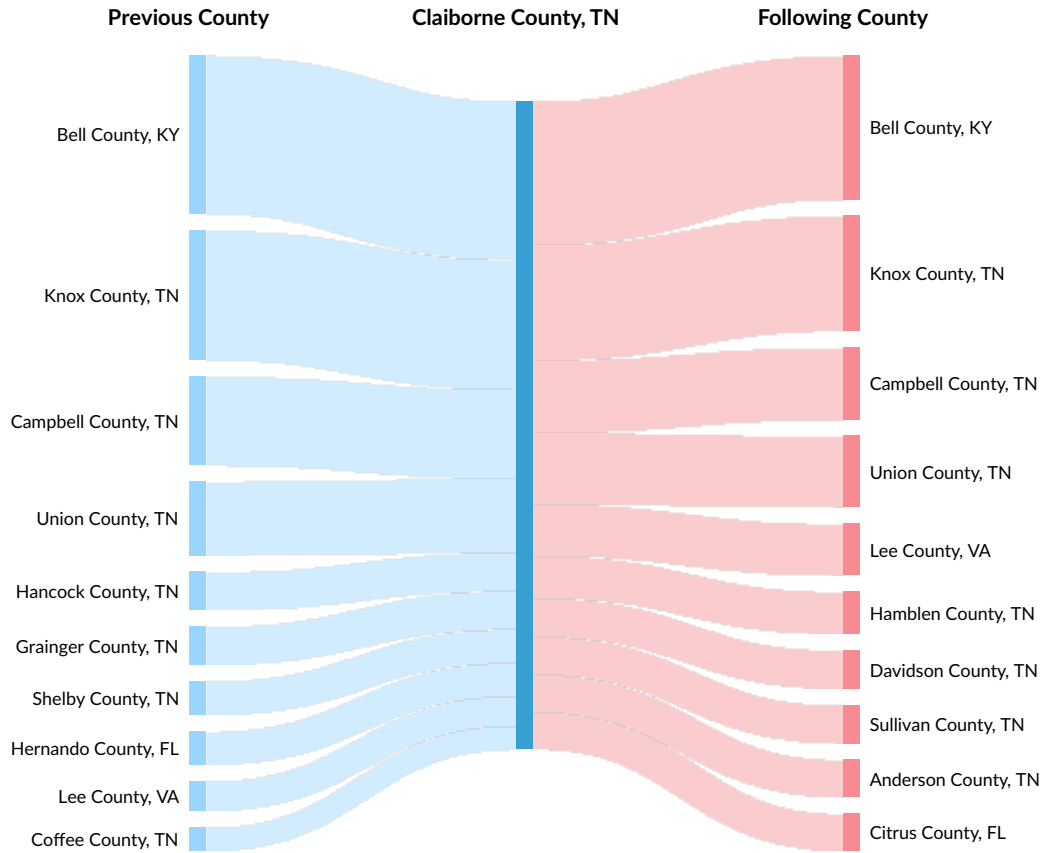 Previous County
Claiborne County, TN
Following County
Bell County, KY
Knox County, TN
Campbell County, TN
Union County, TN
Hancock County, TN
Grainger County, TN
Shelby County, TN
Hernando County, FL
Lee County, VA
Coffee County, TN
Bell County, KY
Knox County, TN
Campbell County, TN
Union County, TN
Lee County, VA
Hamblen County, TN
Davidson County, TN
Sullivan County, TN
Anderson County, TN
Citrus County, FL